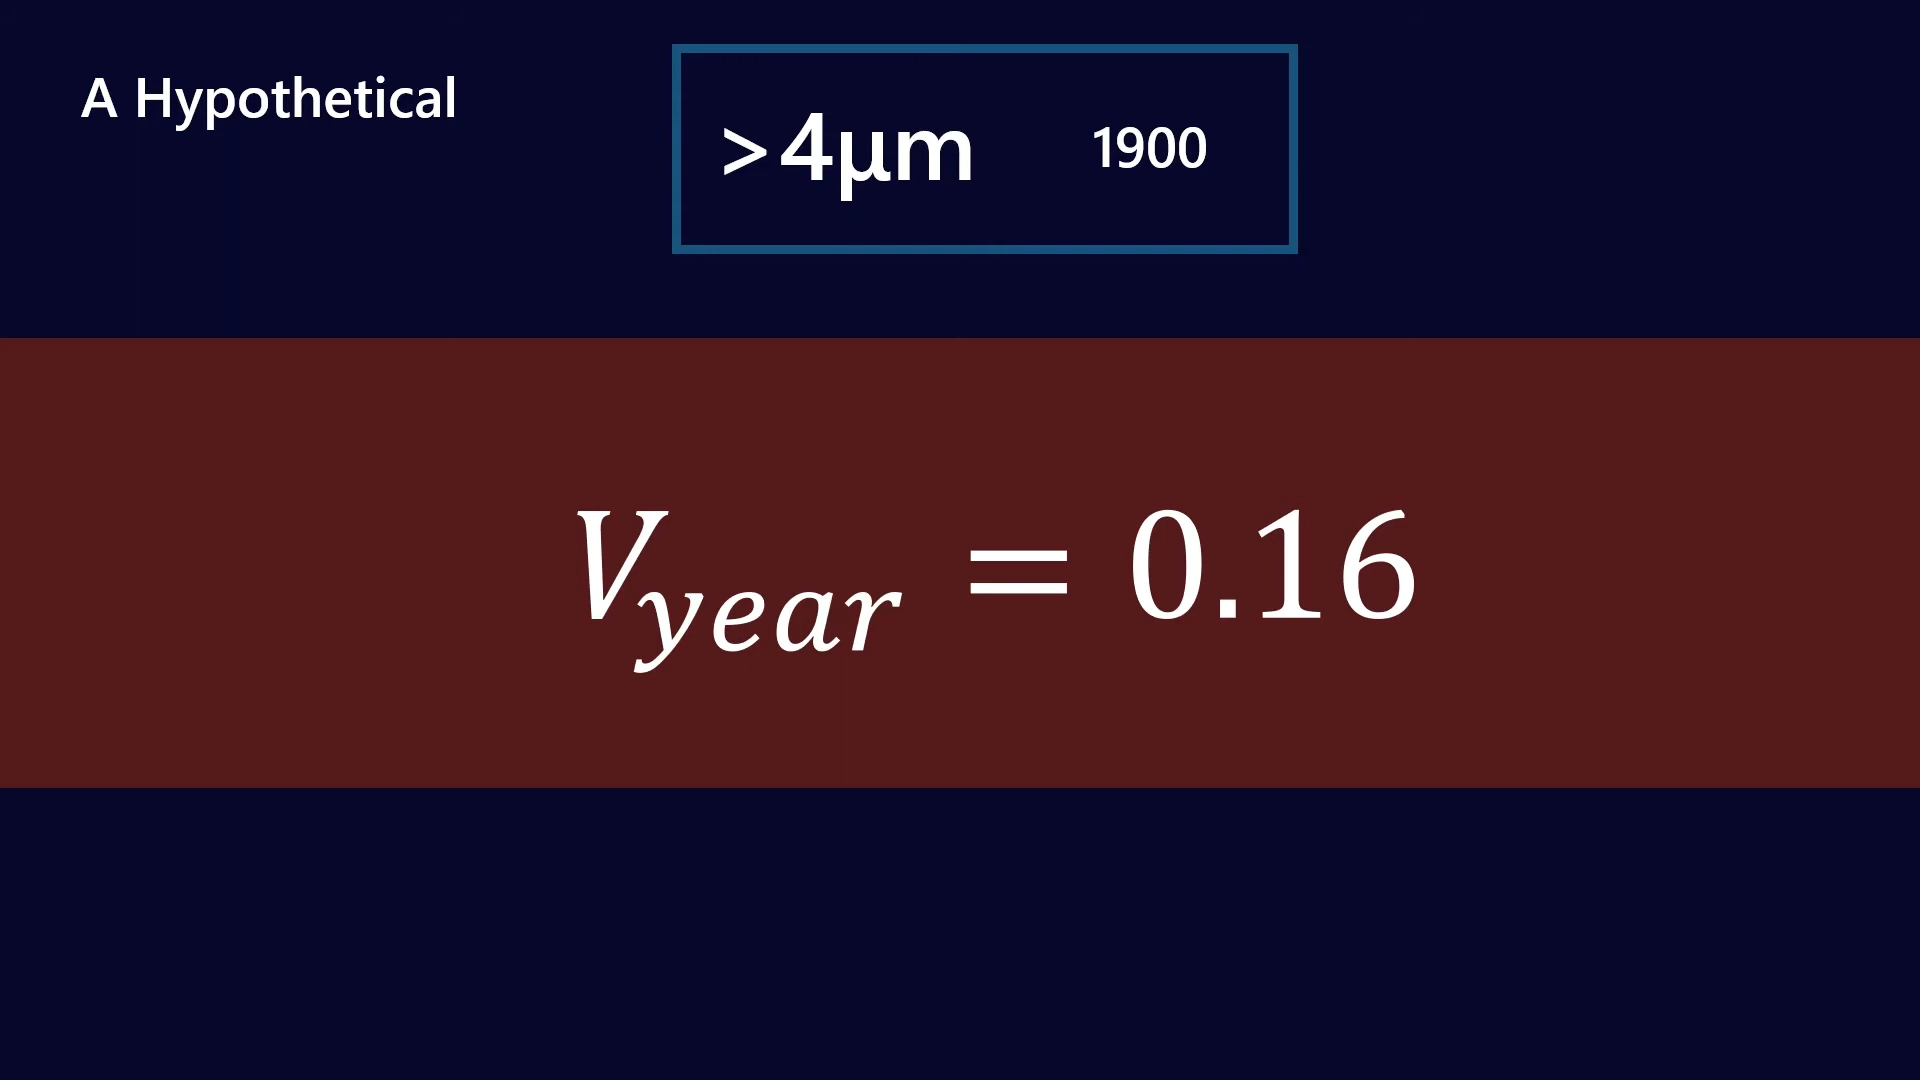 A Hypothetical
>4µm 1900
V_year = 0.16